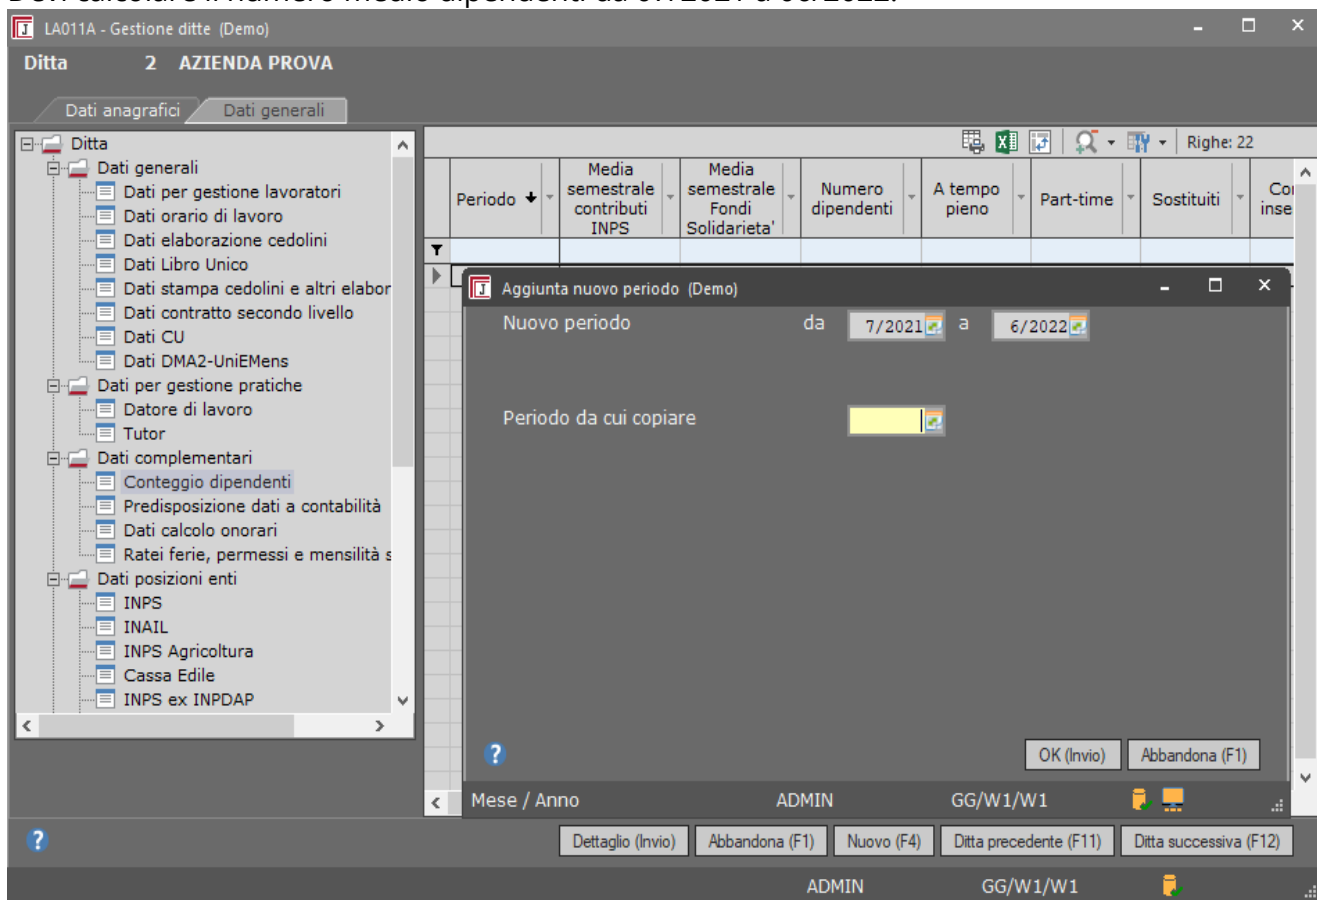 LA011A - Gestione ditte (Demo)
Ditta 2 AZIENDA PROVA
Dati anagrafici Dati generali
Ditta
Dati generali
Dati per gestione lavoratori
Dati orario di lavoro
Dati elaborazione cedolini
Dati Libro Unico
Dati stampa cedolini e altri elabor
Dati contratto secondo livello
Dati CU
Dati DMA2-UniEMens
Dati per gestione pratiche
Datore di lavoro
Tutor
Dati complementari
Conteggio dipendenti
Predisposizione dati a contabilità
Dati calcolo onorari
Ratei ferie, permessi e mensilità s
Dati posizioni enti
INPS
INAIL
INPS Agricoltura
Cassa Edile
INPS ex INPDAP
Righe: 22
Periodo
Media semestrale contributi INPS
Media semestrale Fondi Solidarieta'
Numero dipendenti
A tempo pieno
Part-time
Sostituiti
Aggiunta nuovo periodo (Demo)
Nuovo periodo da 7/2021 a 6/2022
Periodo da cui copiare
OK (Invio) Abbandona (F1)
Mese / Anno ADMIN GG/W1/W1
Dettaglio (Invio) Abbandona (F1) Nuovo (F4) Ditta precedente (F11) Ditta successiva (F12)
ADMIN GG/W1/W1